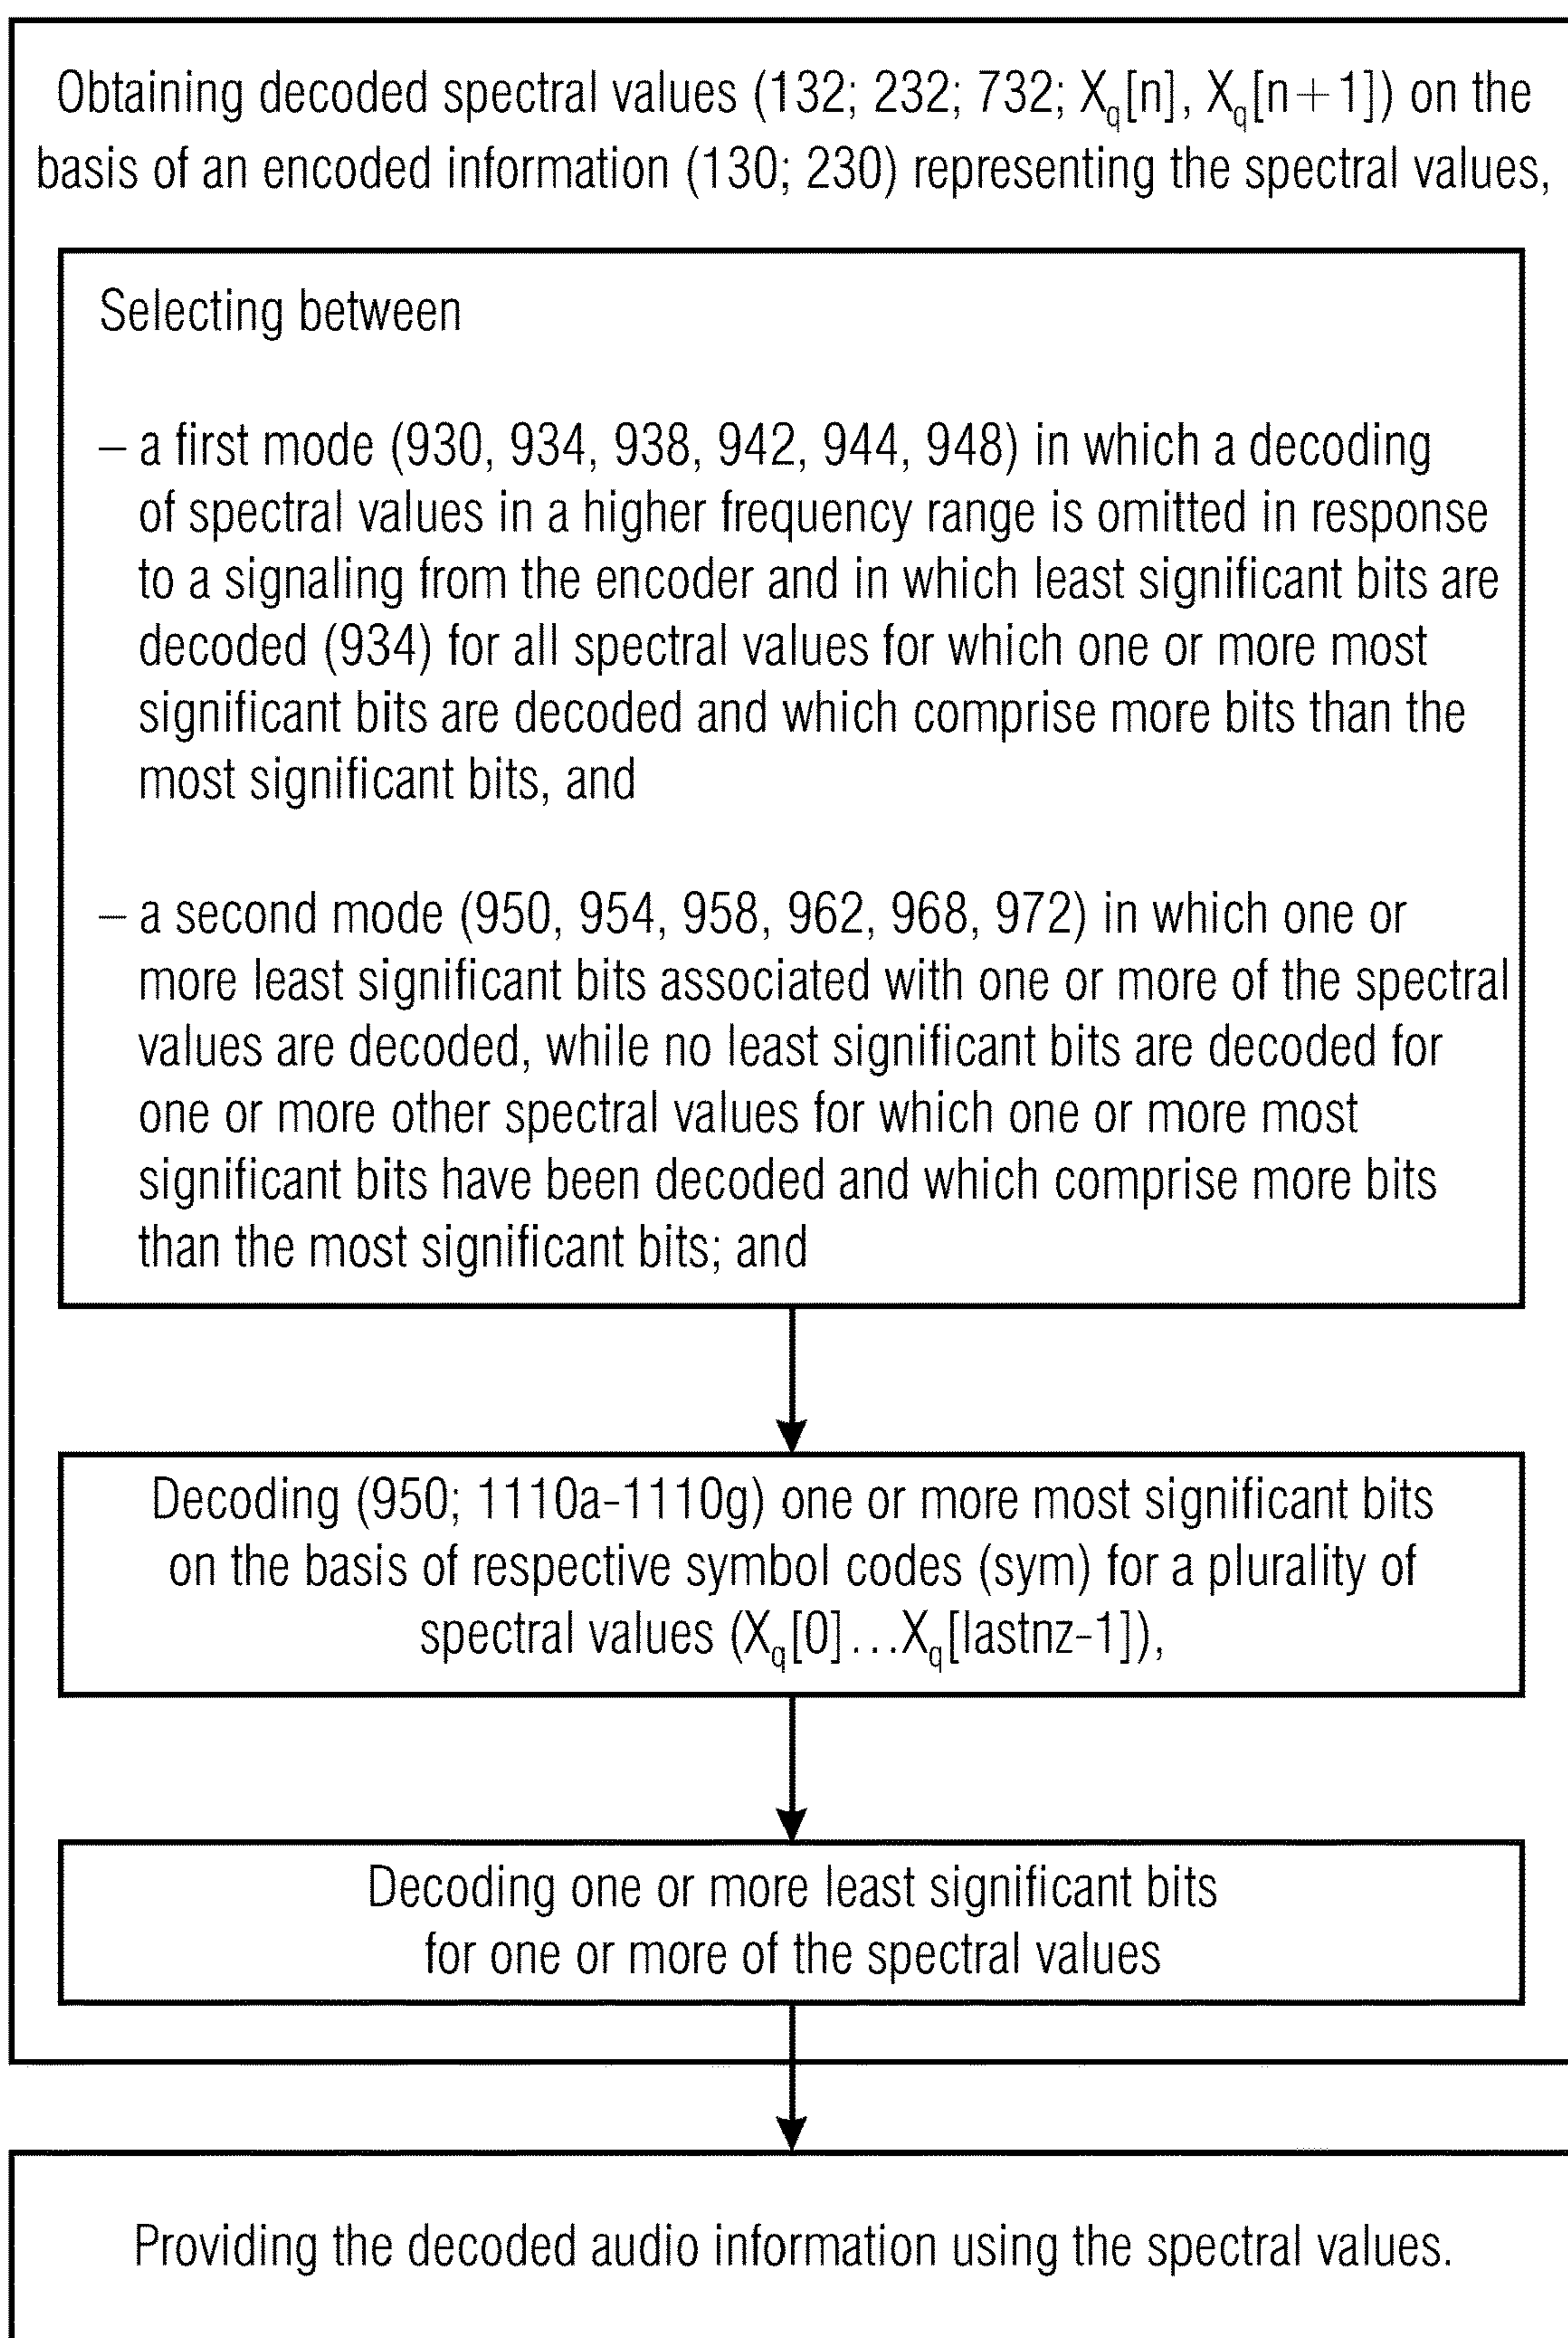 Obtaining decoded spectral values (132; 232; 732; Xq[n], Xq[n+1]) on the
basis of an encoded information (130; 230) representing the spectral values,
Selecting between
– a first mode (930, 934, 938, 942, 944, 948) in which a decoding
of spectral values in a higher frequency range is omitted in response
to a signaling from the encoder and in which least significant bits are
decoded (934) for all spectral values for which one or more most
significant bits are decoded and which comprise more bits than the
most significant bits, and
– a second mode (950, 954, 958, 962, 968, 972) in which one or
more least significant bits associated with one or more of the spectral
values are decoded, while no least significant bits are decoded for
one or more other spectral values for which one or more most
significant bits have been decoded and which comprise more bits
than the most significant bits; and
Decoding (950; 1110a-1110g) one or more most significant bits
on the basis of respective symbol codes (sym) for a plurality of
spectral values (Xq[0]...Xq[lastnz-1]),
Decoding one or more least significant bits
for one or more of the spectral values
Providing the decoded audio information using the spectral values.